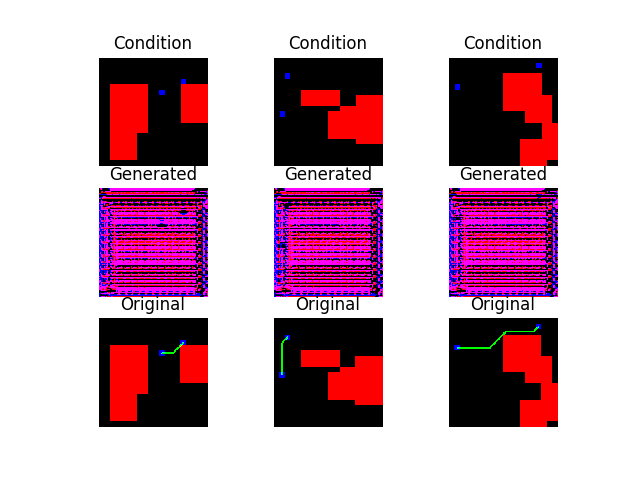 Condition Condition Condition
Generated Generated Generated
Original Original Original